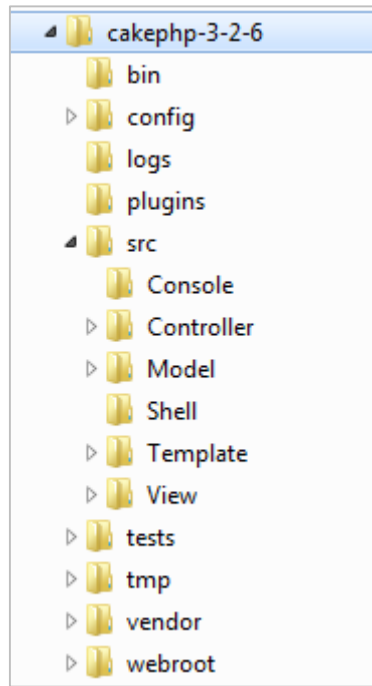 cakephp-3-2-6
bin
config
logs
plugins
src
Console
Controller
Model
Shell
Template
View
tests
tmp
vendor
webroot